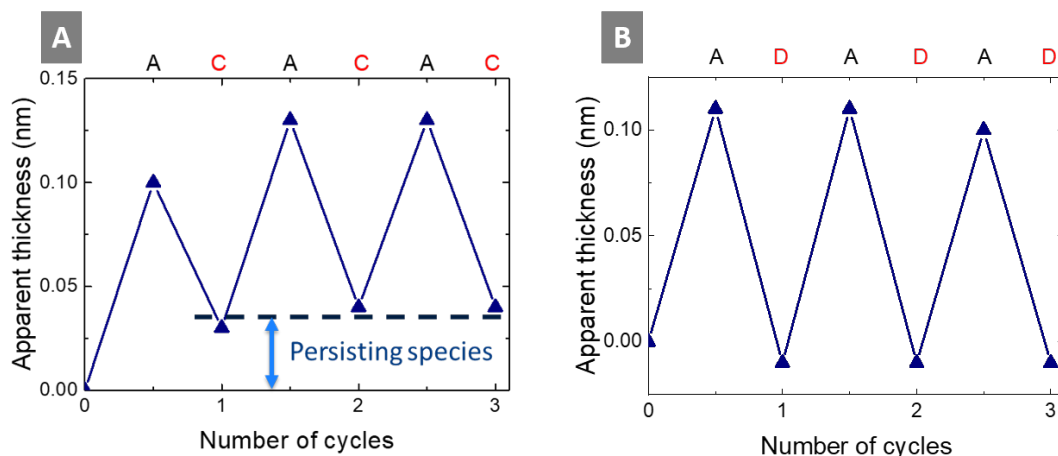 A
A C A C A C
Apparent thickness (nm)
0.15
0.10
0.05
0.00
Persisting species
0 1 2 3
Number of cycles
B
A D A D A D
Apparent thickness (nm)
0.10
0.05
0.00
0 1 2 3
Number of cycles